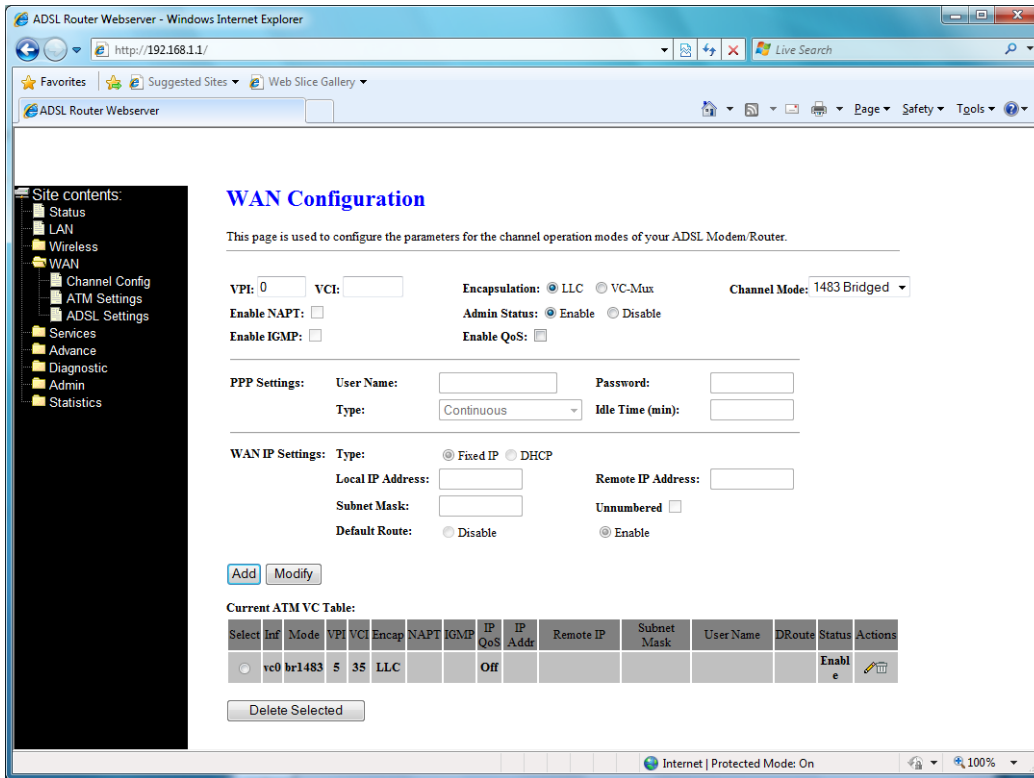 ADSL Router Webserver - Windows Internet Explorer
http://192.168.1.1/
Live Search
Favorites Suggested Sites Web Slice Gallery
ADSL Router Webserver Page Safety Tools
Site contents:
Status
LAN
Wireless
WAN
Channel Config
ATM Settings
ADSL Settings
Services
Advance
Diagnostic
Admin
Statistics
WAN Configuration
This page is used to configure the parameters for the channel operation modes of your ADSL Modem/Router.
VPI: 0 VCI: Encapsulation: LLC VC-Mux Channel Mode: 1483 Bridged
Enable NAPT: Admin Status: Enable Disable
Enable IGMP: Enable QoS:
PPP Settings: User Name: Password:
Type: Continuous Idle Time (min):
WAN IP Settings: Type: Fixed IP DHCP
Local IP Address: Remote IP Address:
Subnet Mask: Unnumbered
Default Route: Disable Enable
Add Modify
Current ATM VC Table:
Select Inf Mode VPI VCI Encap NAPT IGMP IP QoS IP Addr Remote IP Subnet Mask User Name DRoute Status Actions
vc0 br1483 5 35 LLC Off Enable
Delete Selected
Internet | Protected Mode: On 100%